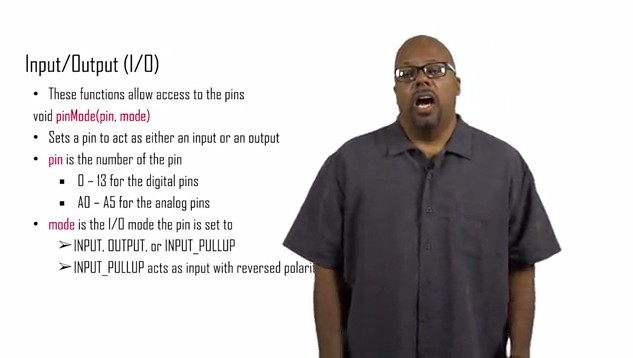 Input/Output (I/O)
• These functions allow access to the pins
void pinMode(pin, mode)
• Sets a pin to act as either an input or an output
• pin is the number of the pin
▪ 0 – 13 for the digital pins
▪ A0 – A5 for the analog pins
• mode is the I/O mode the pin is set to
➢ INPUT, OUTPUT, or INPUT_PULLUP
➢ INPUT_PULLUP acts as input with reversed